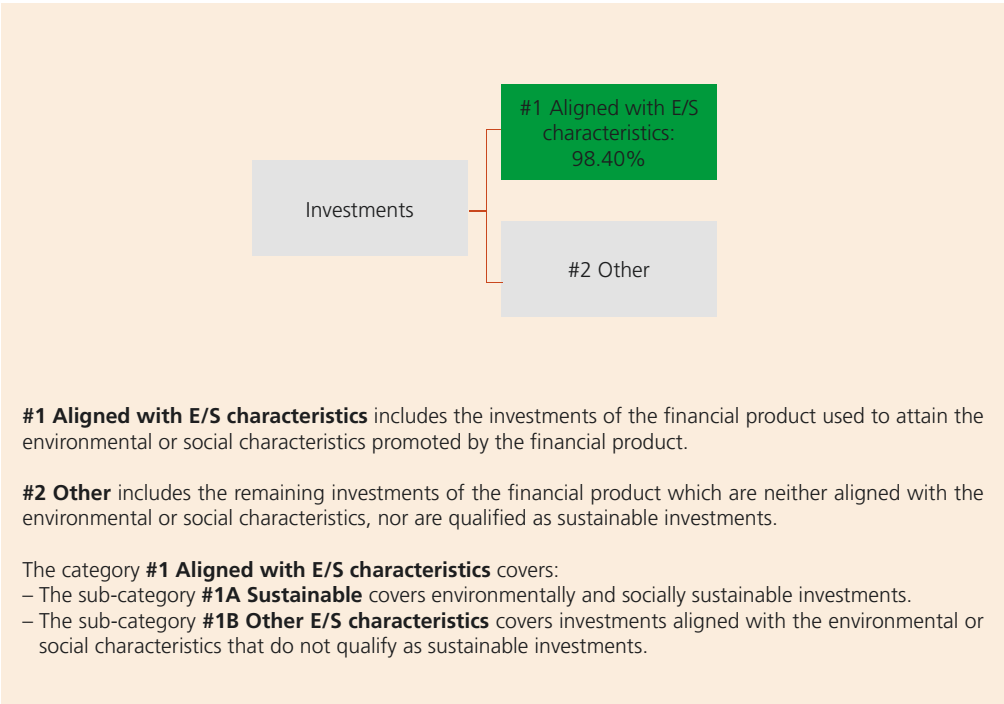 #1 Aligned with E/S
characteristics:
98.40%
Investments
#2 Other
#1 Aligned with E/S characteristics includes the investments of the financial product used to attain the
environmental or social characteristics promoted by the financial product.
#2 Other includes the remaining investments of the financial product which are neither aligned with the
environmental or social characteristics, nor are qualified as sustainable investments.
The category #1 Aligned with E/S characteristics covers:
– The sub-category #1A Sustainable covers environmentally and socially sustainable investments.
– The sub-category #1B Other E/S characteristics covers investments aligned with the environmental or
social characteristics that do not qualify as sustainable investments.